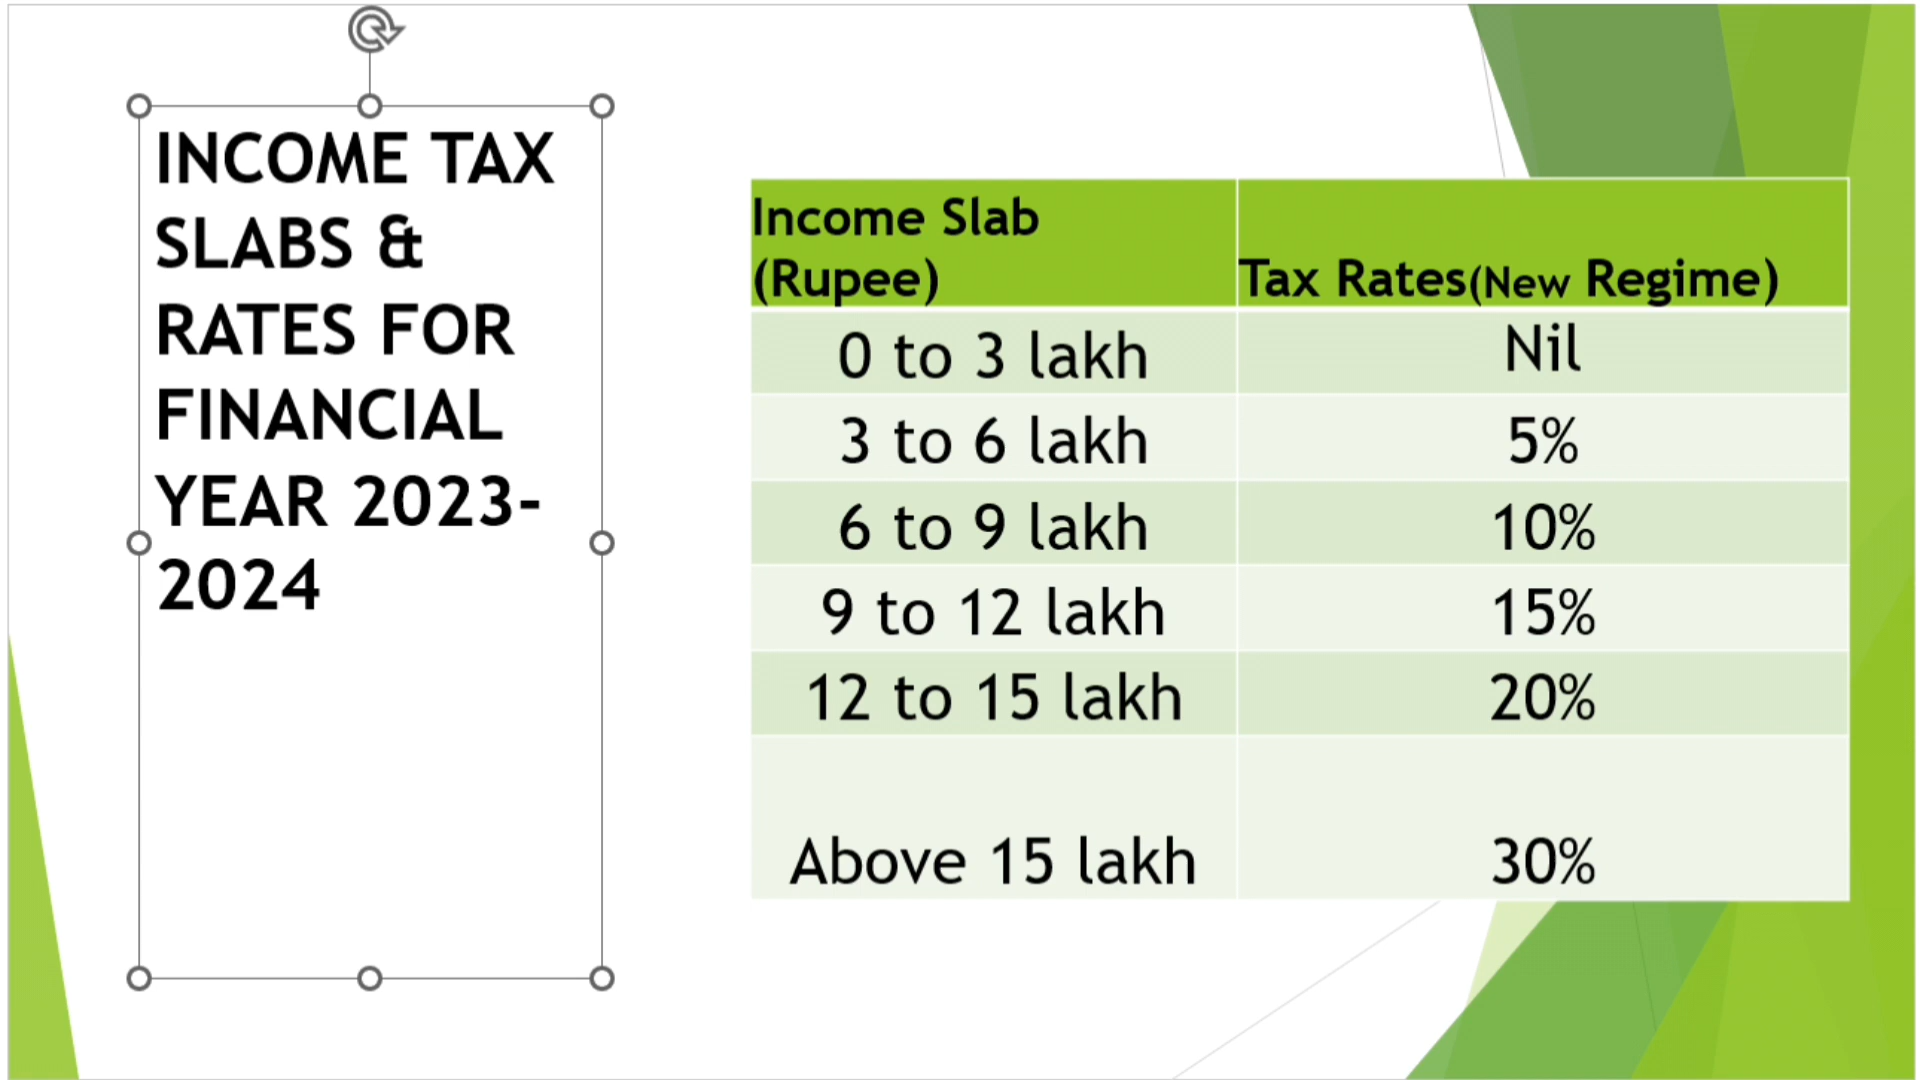 INCOME TAX
SLABS &
RATES FOR
FINANCIAL
YEAR 2023-
2024
Income Slab
(Rupee)
Tax Rates(New Regime)
0 to 3 lakh
Nil
3 to 6 lakh
5%
6 to 9 lakh
10%
9 to 12 lakh
15%
12 to 15 lakh
20%
Above 15 lakh
30%